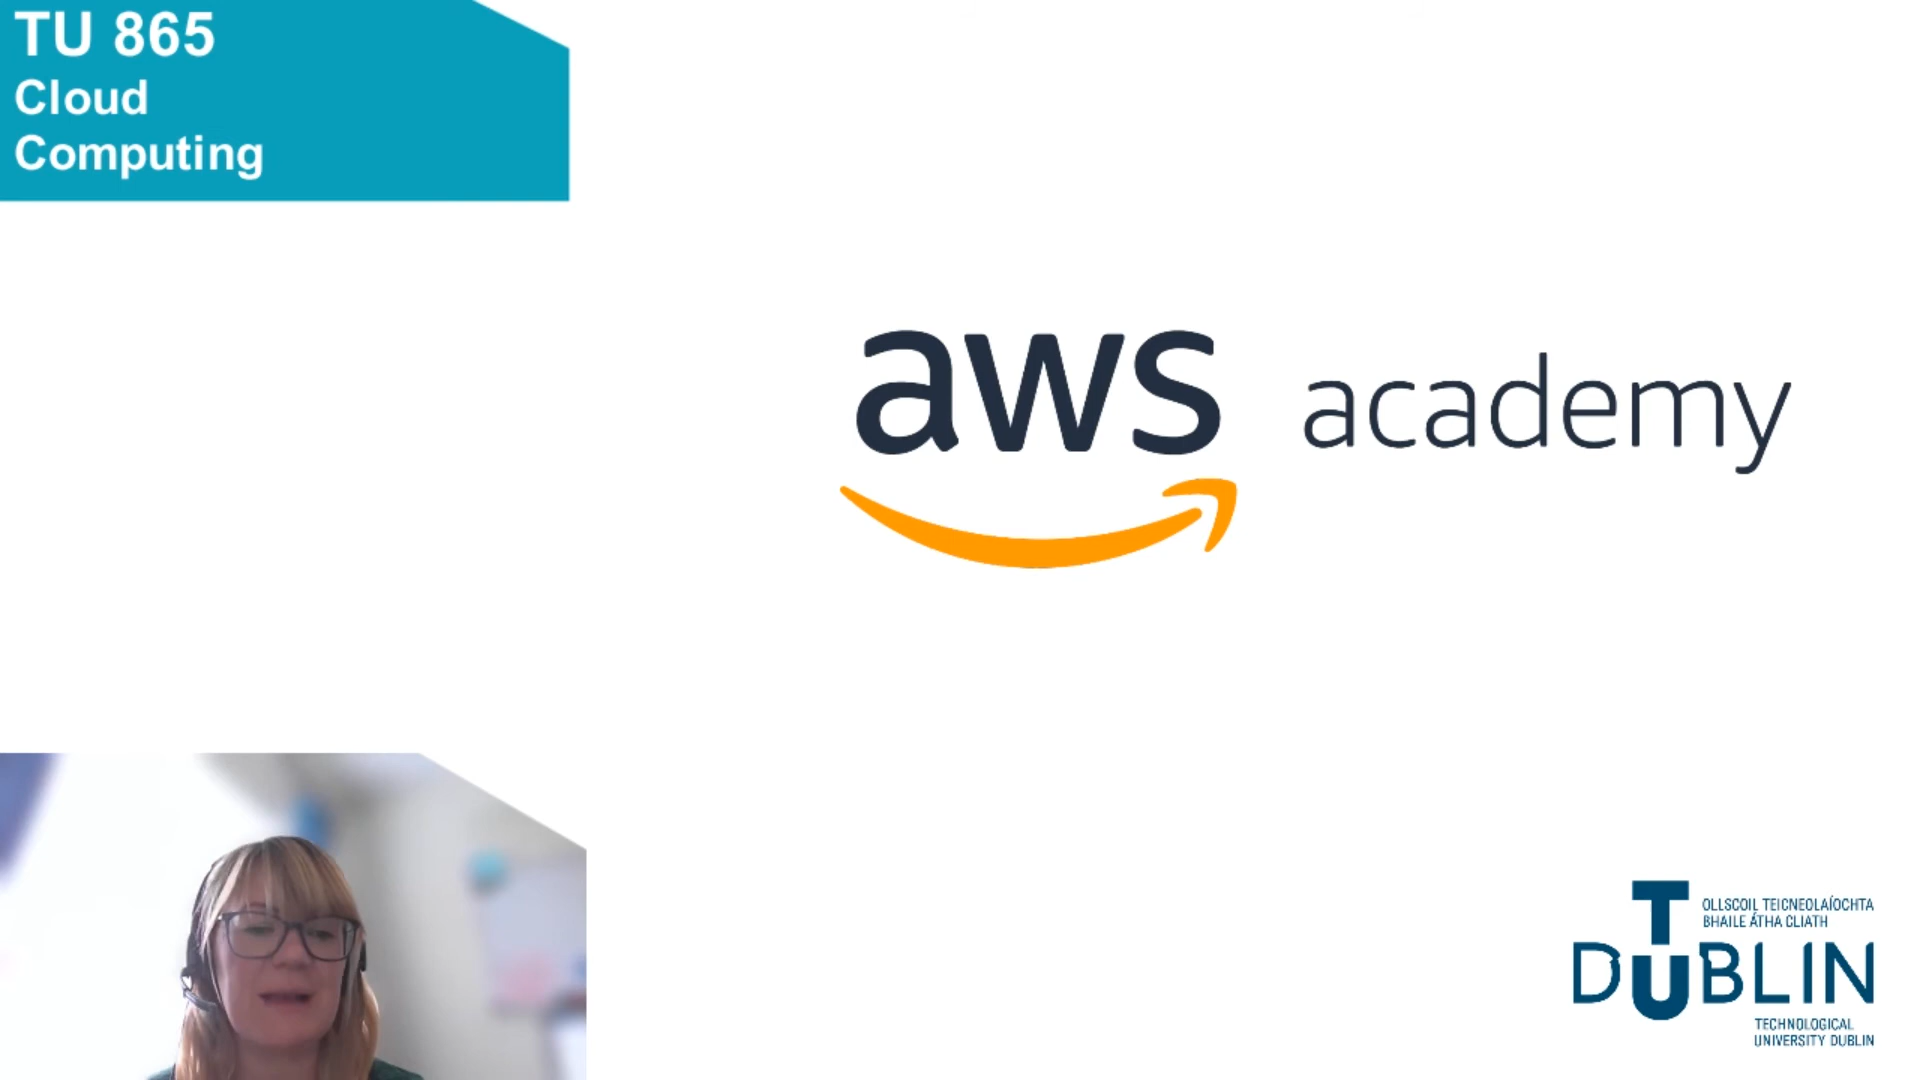 TU 865
Cloud
Computing
aws academy
OLLSCOIL TEICNEOLAÍOCHTA
BHAILE ÁTHA CLIATH
TU DUBLIN
TECHNOLOGICAL
UNIVERSITY DUBLIN